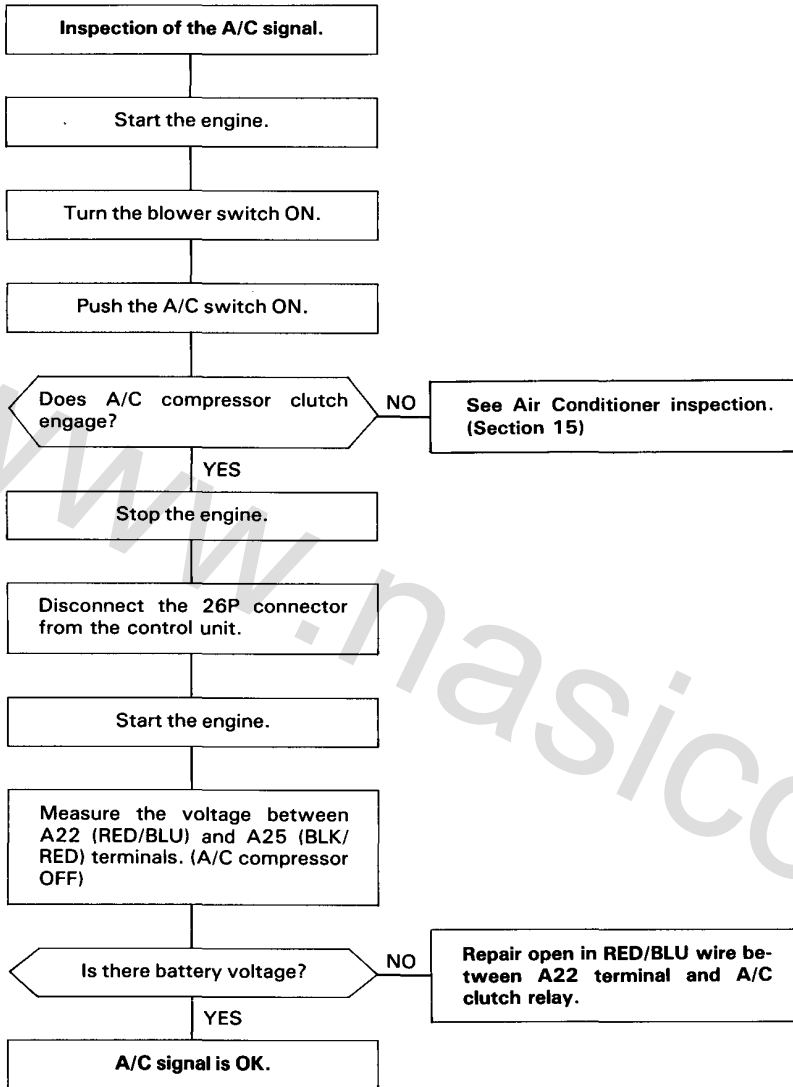 Inspection of the A/C signal.
Start the engine.
Turn the blower switch ON.
Push the A/C switch ON.
Does A/C compressor clutch
engage?
NO
See Air Conditioner inspection.
(Section 15)
YES
Stop the engine.
Disconnect the 26P connector
from the control unit.
Start the engine.
Measure the voltage between
A22 (RED/BLU) and A25 (BLK/
RED) terminals. (A/C compressor
OFF)
Is there battery voltage?
NO
Repair open in RED/BLU wire be-
tween A22 terminal and A/C
clutch relay.
YES
A/C signal is OK.
www.nasico